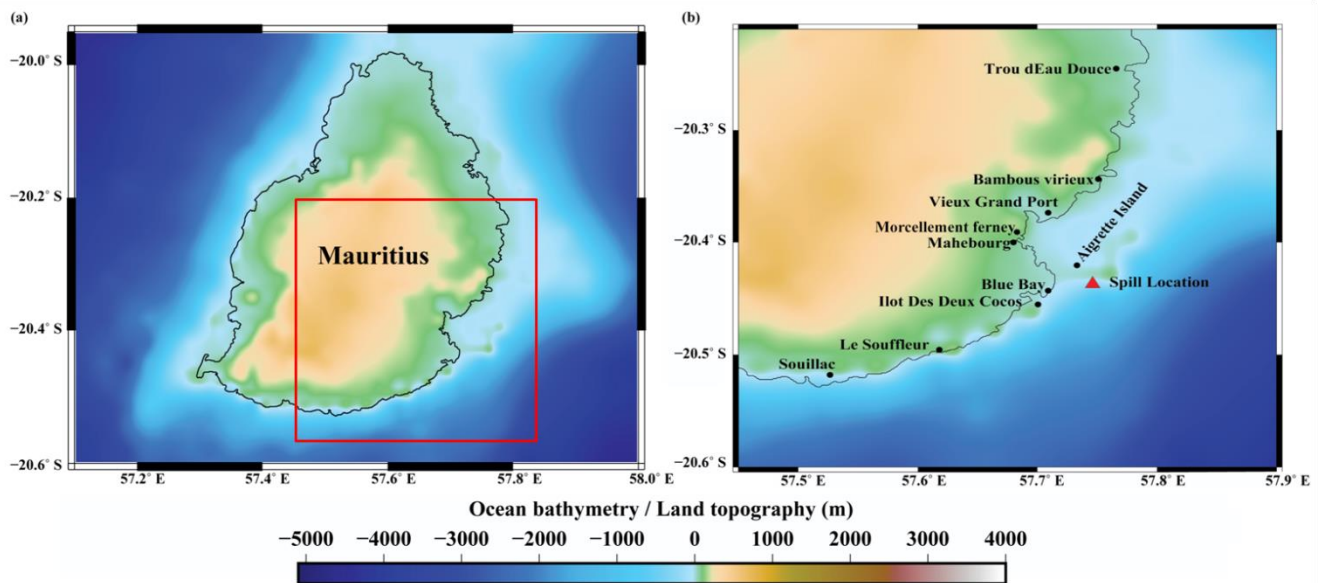 (a)
(b)
−20.0° S
−20.2° S
−20.4° S
−20.6° S
57.2° E
57.4° E
57.6° E
57.8° E
58.0° E
Mauritius
−20.3° S
−20.4° S
−20.5° S
−20.6° S
57.5° E
57.6° E
57.7° E
57.8° E
57.9° E
Trou dEau Douce
Bambous virieux
Vieux Grand Port
Aigrette Island
Morcellement ferney
Mahebourg
Blue Bay
Spill Location
Ilot Des Deux Cocos
Le Souffleur
Souillac
Ocean bathymetry / Land topography (m)
−5000 −4000 −3000 −2000 −1000 0 1000 2000 3000 4000